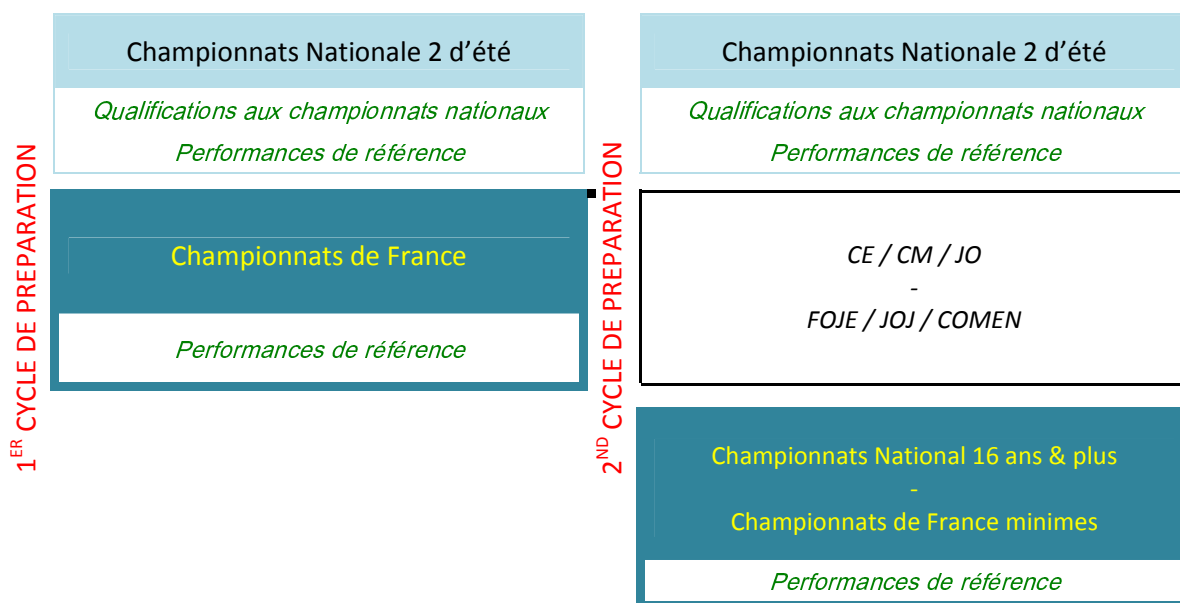 1ER CYCLE DE PREPARATION
Championnats Nationale 2 d’été
Qualifications aux championnats nationaux
Performances de référence
Championnats de France
Performances de référence
2ND CYCLE DE PREPARATION
Championnats Nationale 2 d’été
Qualifications aux championnats nationaux
Performances de référence
CE / CM / JO
-
FOJE / JOJ / COMEN
Championnats National 16 ans & plus
-
Championnats de France minimes
Performances de référence